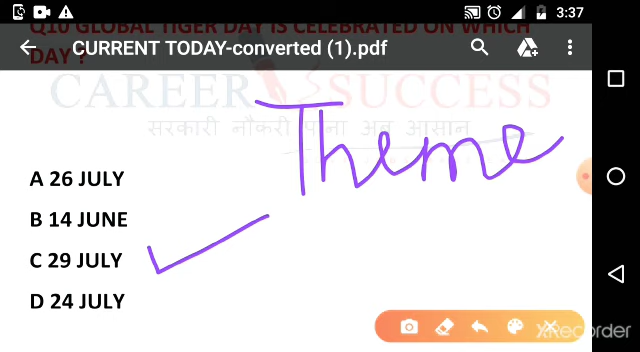 3:37
Q10 GLOBAL TIGER DAY IS CELEBRATED ON WHICH
CURRENT TODAY-converted (1).pdf
DAY ?
CAREER SUCCESS
सरकारी नौकरी पाना अब आसान
Theme
A 26 JULY
B 14 JUNE
C 29 JULY
D 24 JULY
XRecorder